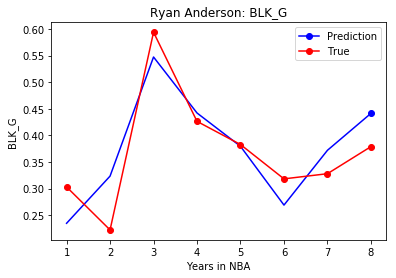 Ryan Anderson: BLK_G
Prediction
True
0.60
0.55
0.50
0.45
0.40
0.35
0.30
0.25
BLK_G
1 2 3 4 5 6 7 8
Years in NBA